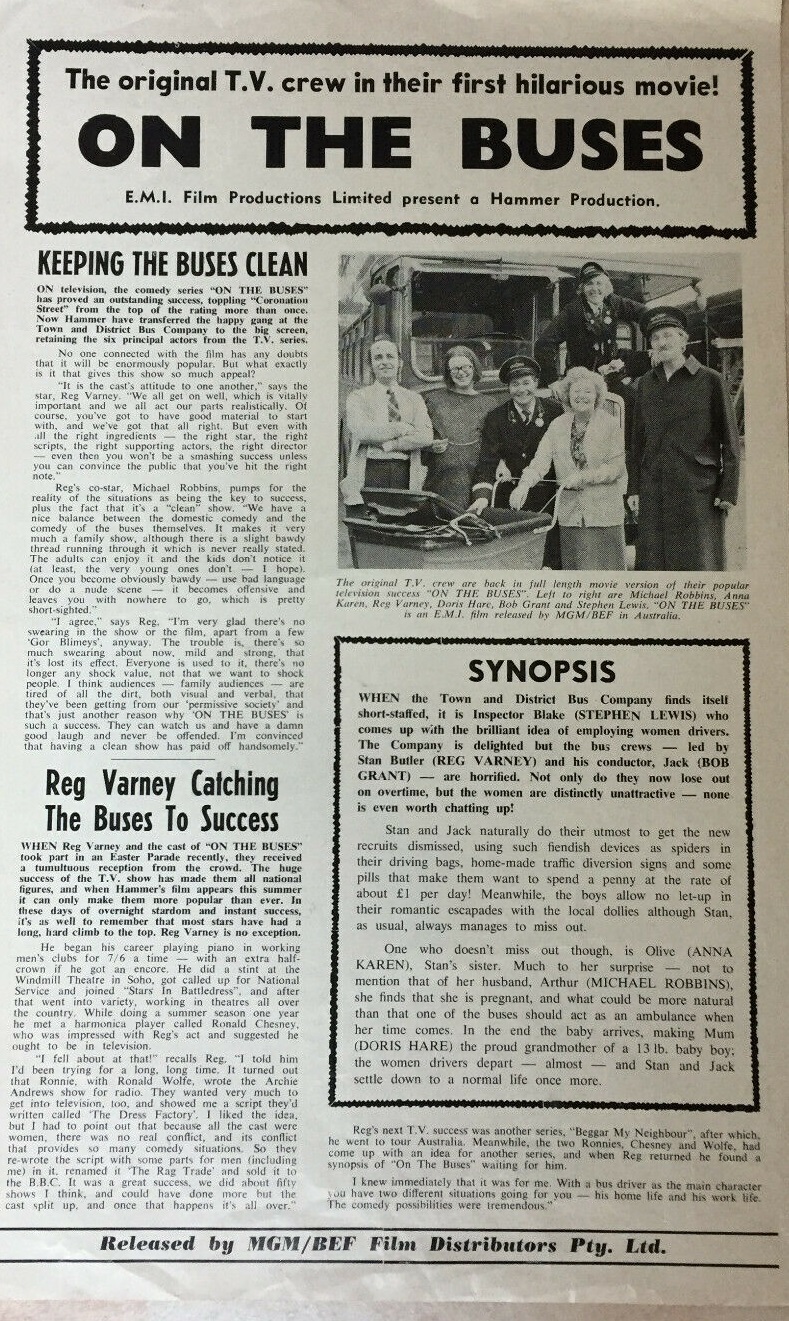 The original T.V. crew in their first hilarious movie!
ON THE BUSES
E.M.I. Film Productions Limited present a Hammer Production.
KEEPING THE BUSES CLEAN
ON television, the comedy series "ON THE BUSES"
has proved an outstanding success, toppling "Coronation
Street" from the top of the rating more than once.
Now Hammer have transferred the happy gang at the
Town and District Bus Company to the big screen,
retaining the six principal actors from the T.V. series.
No one connected with the film has any doubts
that it will be enormously popular. But what exactly
is it that gives this show so much appeal?
"It is the cast's attitude to one another," says the
star, Reg Varney. "We all get on well, which is vitally
important and we all act our parts realistically. Of
course, you've got to have good material to start
with, and we've got that all right. But even with
all the right ingredients — the right star, the right
scripts, the right supporting actors, the right director
— even then you won't be a smashing success unless
you can convince the public that you've hit the right
note."
Reg's co-star, Michael Robbins, pumps for the
reality of the situations as being the key to success,
plus the fact that it's a "clean" show. "We have a
nice balance between the domestic comedy and the
comedy of the buses themselves. It makes it very
much a family show, although there is a slight bawdy
thread running through it which is never really stated.
The adults can enjoy it and the kids don't notice it
(at least, the very young ones don't — I hope).
Once you become obviously bawdy — use bad language
or do a nude scene — it becomes offensive and
leaves you with nowhere to go, which is pretty
short-sighted."
"I agree," says Reg, "I'm very glad there's no
swearing in the show or the film, apart from a few
'Gor Blimeys', anyway. The trouble is, there's so
much swearing about now, mild and strong, that
it's lost its effect. Everyone is used to it, there's no
longer any shock value, not that we want to shock
people. I think audiences — family audiences — are
tired of all the dirt, both visual and verbal, that
they've been getting from our 'permissive society' and
that's just another reason why 'ON THE BUSES' is
such a success. They can watch us and have a damn
good laugh and never be offended. I'm convinced
that having a clean show has paid off handsomely."
Reg Varney Catching
The Buses To Success
WHEN Reg Varney and the cast of "ON THE BUSES"
took part in an Easter Parade recently, they received
a tumultuous reception from the crowd. The huge
success of the T.V. show has made them all national
figures, and when Hammer's film appears this summer
it can only make them more popular than ever. In
these days of overnight stardom and instant success,
it's as well to remember that most stars have had a
long, hard climb to the top. Reg Varney is no exception.
He began his career playing piano in working
men's clubs for 7/6 a time — with an extra half-
crown if he got an encore. He did a stint at the
Windmill Theatre in Soho, got called up for National
Service and joined "Stars In Battledress", and after
that went into variety, working in theatres all over
the country. While doing a summer season one year
he met a harmonica player called Ronald Chesney,
who was impressed with Reg's act and suggested he
ought to be in television.
"I fell about at that!" recalls Reg, "I told him
I'd been trying for a long, long time. It turned out
that Ronnie, with Ronald Wolfe, wrote the Archie
Andrews show for radio. They wanted very much to
get into television, too, and showed me a script they'd
written called 'The Dress Factory'. I liked the idea,
but I had to point out that because all the cast were
women, there was no real conflict, and its conflict
that provides so many comedy situations. So they
re-wrote the script with some parts for men (including
me) in it, renamed it 'The Rag Trade' and sold it to
the B.B.C. It was a great success, we did about fifty
shows I think, and could have done more but the
cast split up, and once that happens it's all over."
The original T.V. crew are back in full length movie version of their popular
television success "ON THE BUSES". Left to right are Michael Robbins, Anna
Karen, Reg Varney, Doris Hare, Bob Grant and Stephen Lewis. "ON THE BUSES"
is an E.M.I. film released by MGM/BEF in Australia.
SYNOPSIS
WHEN the Town and District Bus Company finds itself
short-staffed, it is Inspector Blake (STEPHEN LEWIS) who
comes up with the brilliant idea of employing women drivers.
The Company is delighted but the bus crews — led by
Stan Butler (REG VARNEY) and his conductor, Jack (BOB
GRANT) — are horrified. Not only do they now lose out
on overtime, but the women are distinctly unattractive — none
is even worth chatting up!
Stan and Jack naturally do their utmost to get the new
recruits dismissed, using such fiendish devices as spiders in
their driving bags, home-made traffic diversion signs and some
pills that make them want to spend a penny at the rate of
about £1 per day! Meanwhile, the boys allow no let-up in
their romantic escapades with the local dollies although Stan,
as usual, always manages to miss out.
One who doesn't miss out though, is Olive (ANNA
KAREN), Stan's sister. Much to her surprise — not to
mention that of her husband, Arthur (MICHAEL ROBBINS),
she finds that she is pregnant, and what could be more natural
than that one of the buses should act as an ambulance when
her time comes. In the end the baby arrives, making Mum
(DORIS HARE) the proud grandmother of a 13 lb. baby boy;
the women drivers depart — almost — and Stan and Jack
settle down to a normal life once more.
Reg's next T.V. success was another series, "Beggar My Neighbour", after which,
he went to tour Australia. Meanwhile, the two Ronnies, Chesney and Wolfe, had
come up with an idea for another series, and when Reg returned he found a
synopsis of "On The Buses" waiting for him.
I knew immediately that it was for me. With a bus driver as the main character
you have two different situations going for you — his home life and his work life.
The comedy possibilities were tremendous."
Released by MGM/BEF Film Distributors Pty. Ltd.